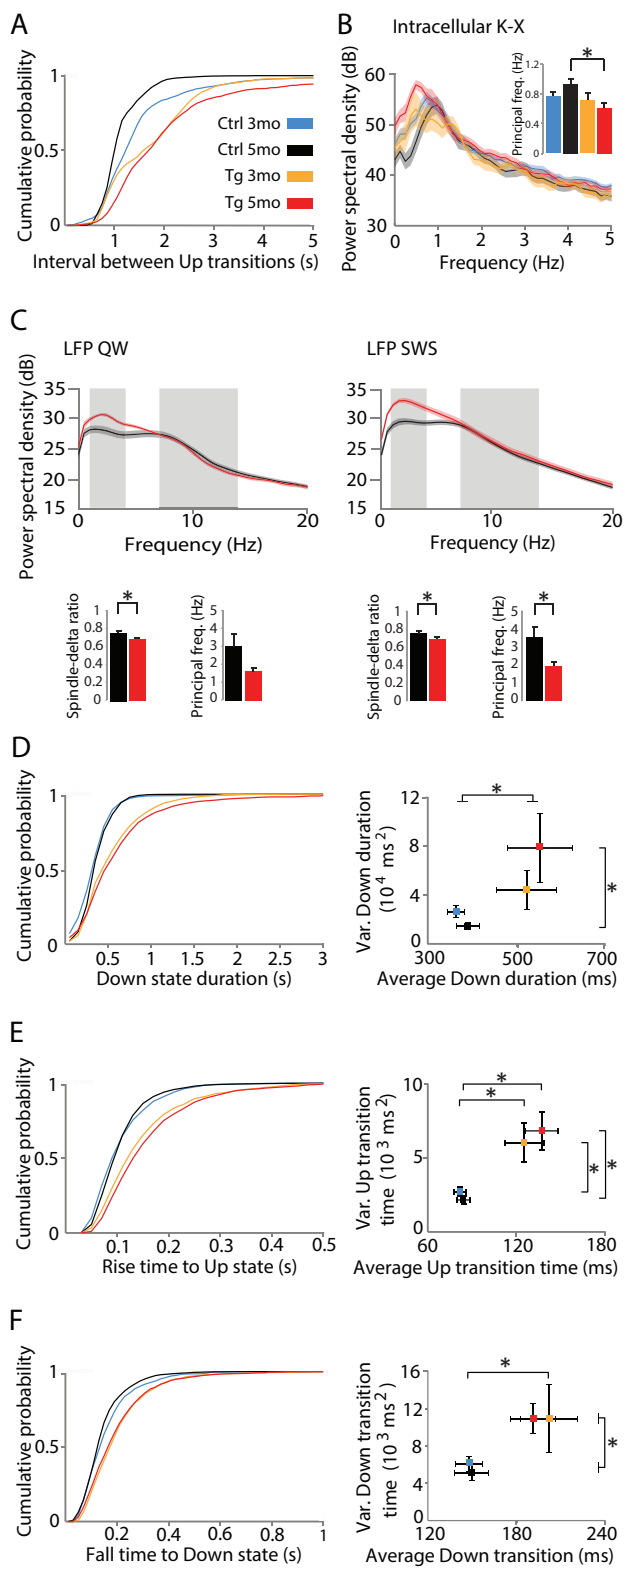 A
Cumulative probability
1
0.5
0
1 2 3 4 5
Interval between Up transitions (s)
Ctrl 3mo
Ctrl 5mo
Tg 3mo
Tg 5mo
B
Intracellular K-X
Power spectral density (dB)
60
50
40
30
0 1 2 3 4 5
Frequency (Hz)
Principal freq. (Hz)
1.2
0.8
0.4
0
*
C
LFP QW
Power spectral density (dB)
35
30
25
20
15
0 10 20
Frequency (Hz)
LFP SWS
35
30
25
20
15
0 10 20
Frequency (Hz)
Spindle-delta ratio
1
0.8
0.6
0.4
0.2
0
*
Principal freq. (Hz)
5
4
3
2
1
0
Spindle-delta ratio
1
0.8
0.6
0.4
0.2
0
*
Principal freq. (Hz)
5
4
3
2
1
0
*
D
Cumulative probability
1
0.5
0
0.5 1 1.5 2 2.5 3
Down state duration (s)
Var. Down duration
(10⁴ ms²)
12
8
4
0
300 500 700
Average Down duration (ms)
*
*
E
Cumulative probability
1
0.5
0
0.1 0.2 0.3 0.4 0.5
Rise time to Up state (s)
Var. Up transition
time (10³ ms²)
10
5
0
60 120 180
Average Up transition time (ms)
*
*
*
*
F
Cumulative probability
1
0.5
0
0.2 0.4 0.6 0.8 1
Fall time to Down state (s)
Var. Down transition
time (10³ ms²)
16
12
8
4
0
120 180 240
Average Down transition (ms)
*
*